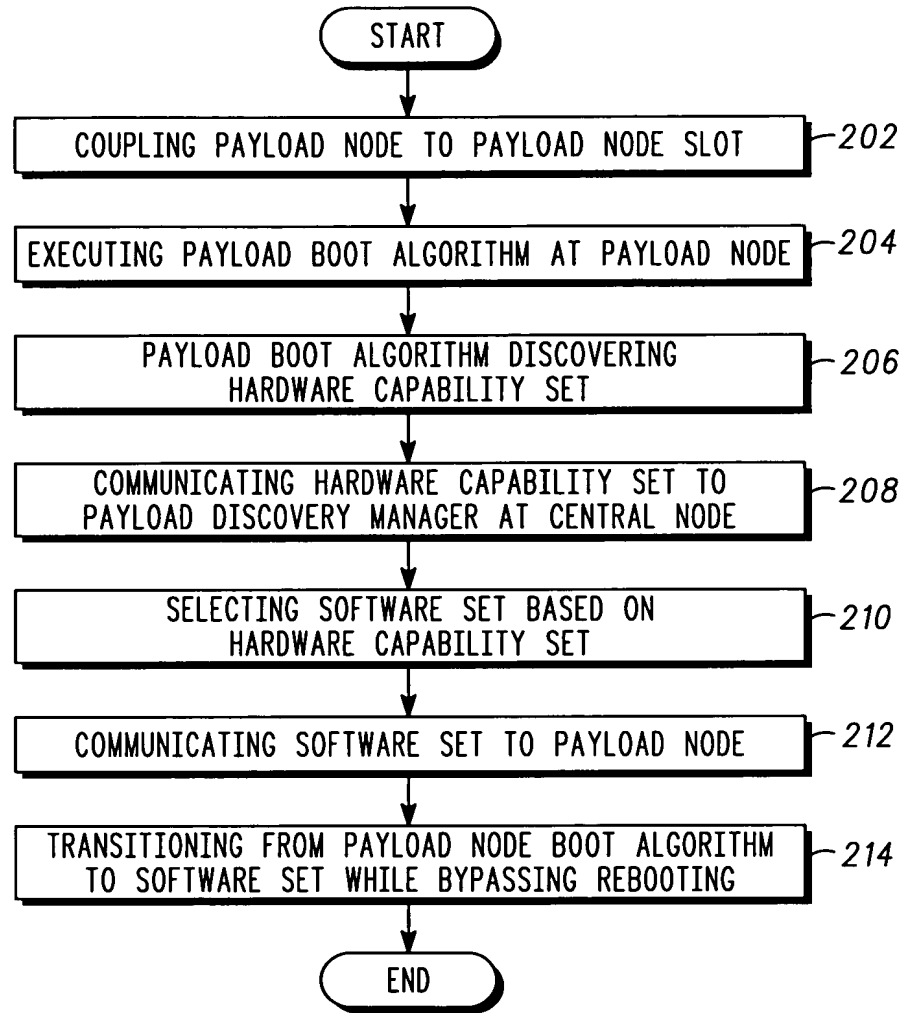 START
COUPLING PAYLOAD NODE TO PAYLOAD NODE SLOT
202
EXECUTING PAYLOAD BOOT ALGORITHM AT PAYLOAD NODE
204
PAYLOAD BOOT ALGORITHM DISCOVERING
HARDWARE CAPABILITY SET
206
COMMUNICATING HARDWARE CAPABILITY SET TO
PAYLOAD DISCOVERY MANAGER AT CENTRAL NODE
208
SELECTING SOFTWARE SET BASED ON
HARDWARE CAPABILITY SET
210
COMMUNICATING SOFTWARE SET TO PAYLOAD NODE
212
TRANSITIONING FROM PAYLOAD NODE BOOT ALGORITHM
TO SOFTWARE SET WHILE BYPASSING REBOOTING
214
END